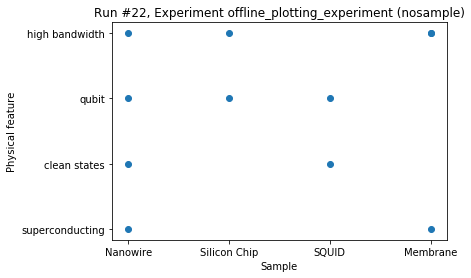 Run #22, Experiment offline_plotting_experiment (nosample)
high bandwidth
qubit
clean states
superconducting
Physical feature
Nanowire
Silicon Chip
SQUID
Membrane
Sample